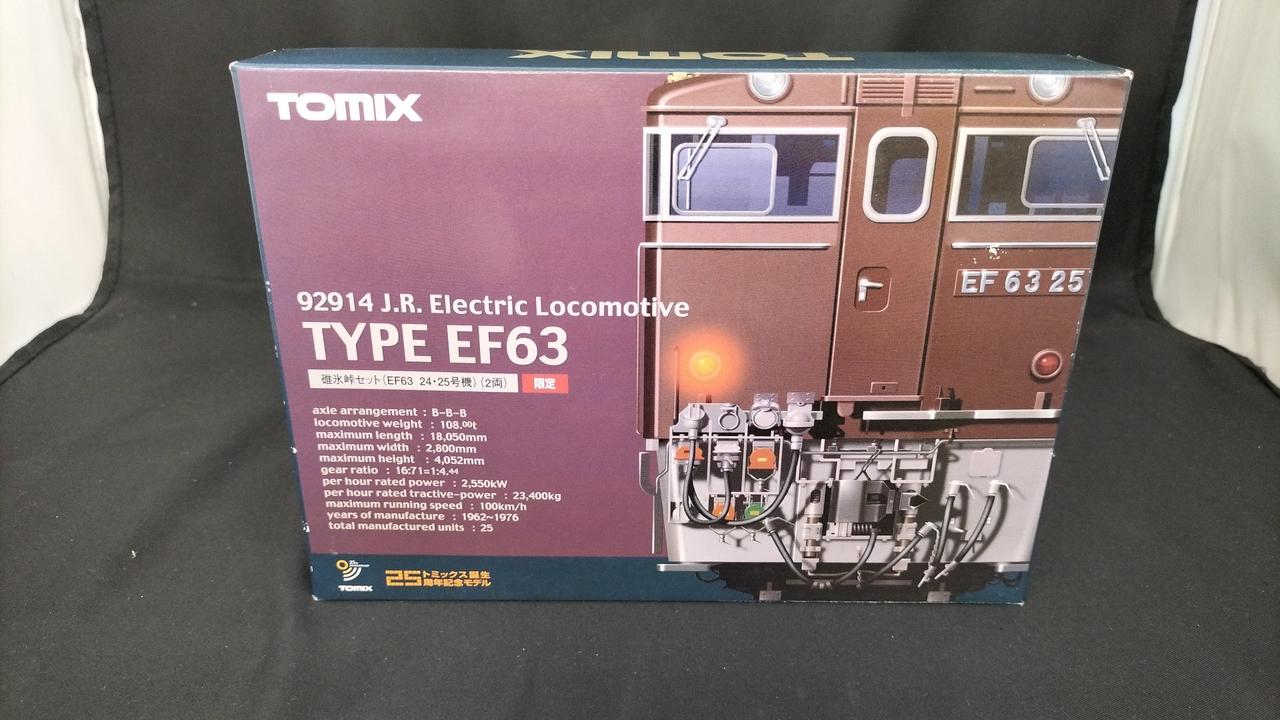 TOMIX
TOMIX
92914 J.R. Electric Locomotive
TYPE EF63
碓氷峠セット(EF63 24・25号機)(2両) 限定
axle arrangement : B-B-B
locomotive weight : 108.00t
maximum length : 18,050mm
maximum width : 2,800mm
maximum height : 4,052mm
gear ratio : 16:71=1:4.44
per hour rated power : 2,550kW
per hour rated tractive-power : 23,400kg
maximum running speed : 100km/h
years of manufacture : 1962~1976
total manufactured units : 25
EF 63 25
TOMIX
25 トミックス誕生
周年記念モデル